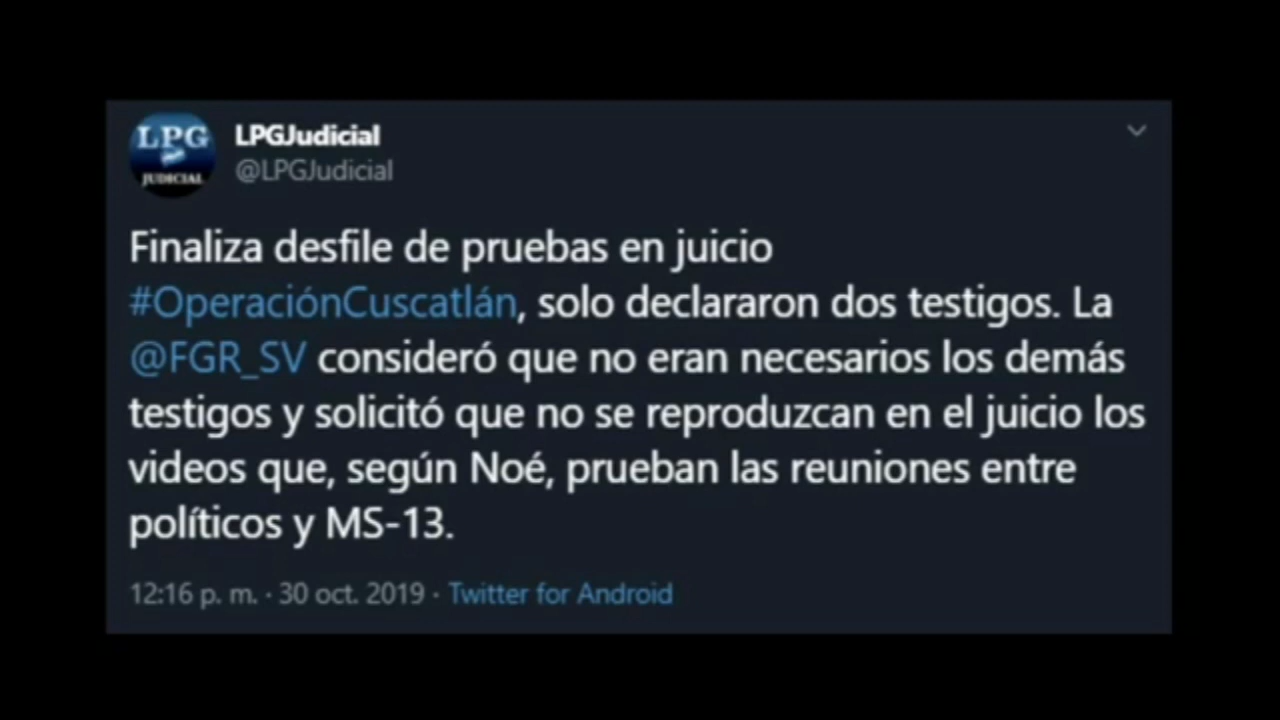 LPG
JUDICIAL
LPGJudicial
@LPGJudicial
Finaliza desfile de pruebas en juicio
#OperaciónCuscatlán, solo declararon dos testigos. La
@FGR_SV consideró que no eran necesarios los demás
testigos y solicitó que no se reproduzcan en el juicio los
videos que, según Noé, prueban las reuniones entre
políticos y MS-13.
12:16 p. m. · 30 oct. 2019 · Twitter for Android